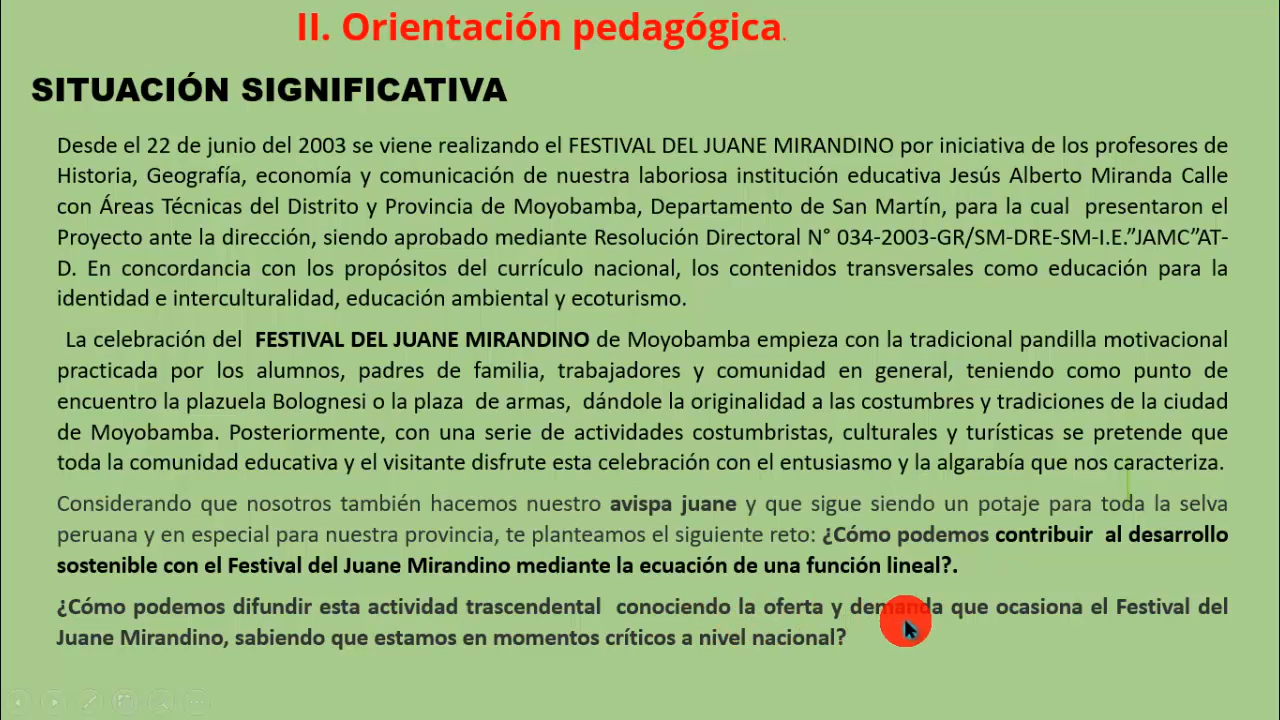 II. Orientación pedagógica.
SITUACIÓN SIGNIFICATIVA
Desde el 22 de junio del 2003 se viene realizando el FESTIVAL DEL JUANE MIRANDINO por iniciativa de los profesores de
Historia, Geografía, economía y comunicación de nuestra laboriosa institución educativa Jesús Alberto Miranda Calle
con Áreas Técnicas del Distrito y Provincia de Moyobamba, Departamento de San Martín, para la cual presentaron el
Proyecto ante la dirección, siendo aprobado mediante Resolución Directoral N° 034-2003-GR/SM-DRE-SM-I.E.”JAMC”AT-
D. En concordancia con los propósitos del currículo nacional, los contenidos transversales como educación para la
identidad e interculturalidad, educación ambiental y ecoturismo.
La celebración del FESTIVAL DEL JUANE MIRANDINO de Moyobamba empieza con la tradicional pandilla motivacional
practicada por los alumnos, padres de familia, trabajadores y comunidad en general, teniendo como punto de
encuentro la plazuela Bolognesi o la plaza de armas, dándole la originalidad a las costumbres y tradiciones de la ciudad
de Moyobamba. Posteriormente, con una serie de actividades costumbristas, culturales y turísticas se pretende que
toda la comunidad educativa y el visitante disfrute esta celebración con el entusiasmo y la algarabía que nos caracteriza.
Considerando que nosotros también hacemos nuestro avispa juane y que sigue siendo un potaje para toda la selva
peruana y en especial para nuestra provincia, te planteamos el siguiente reto: ¿Cómo podemos contribuir al desarrollo
sostenible con el Festival del Juane Mirandino mediante la ecuación de una función lineal?.
¿Cómo podemos difundir esta actividad trascendental conociendo la oferta y demanda que ocasiona el Festival del
Juane Mirandino, sabiendo que estamos en momentos críticos a nivel nacional?